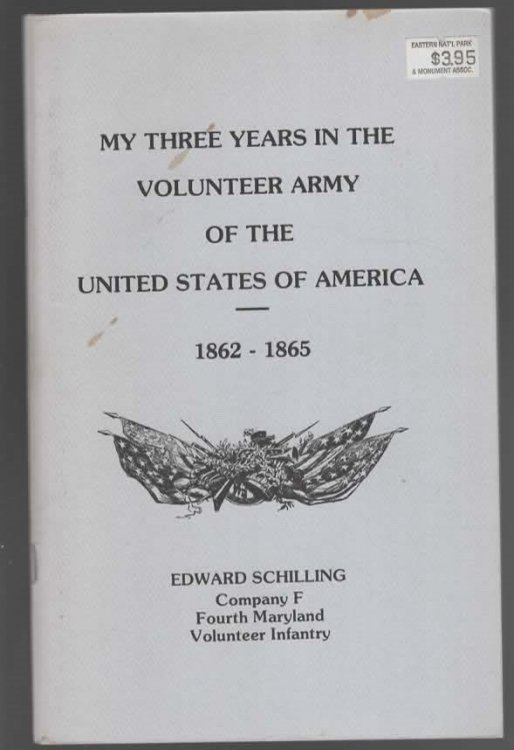 EASTERN NAT'L PARK
$3.95
& MONUMENT ASSOC.
MY THREE YEARS IN THE
VOLUNTEER ARMY
OF THE
UNITED STATES OF AMERICA
1862 - 1865
EDWARD SCHILLING
Company F
Fourth Maryland
Volunteer Infantry